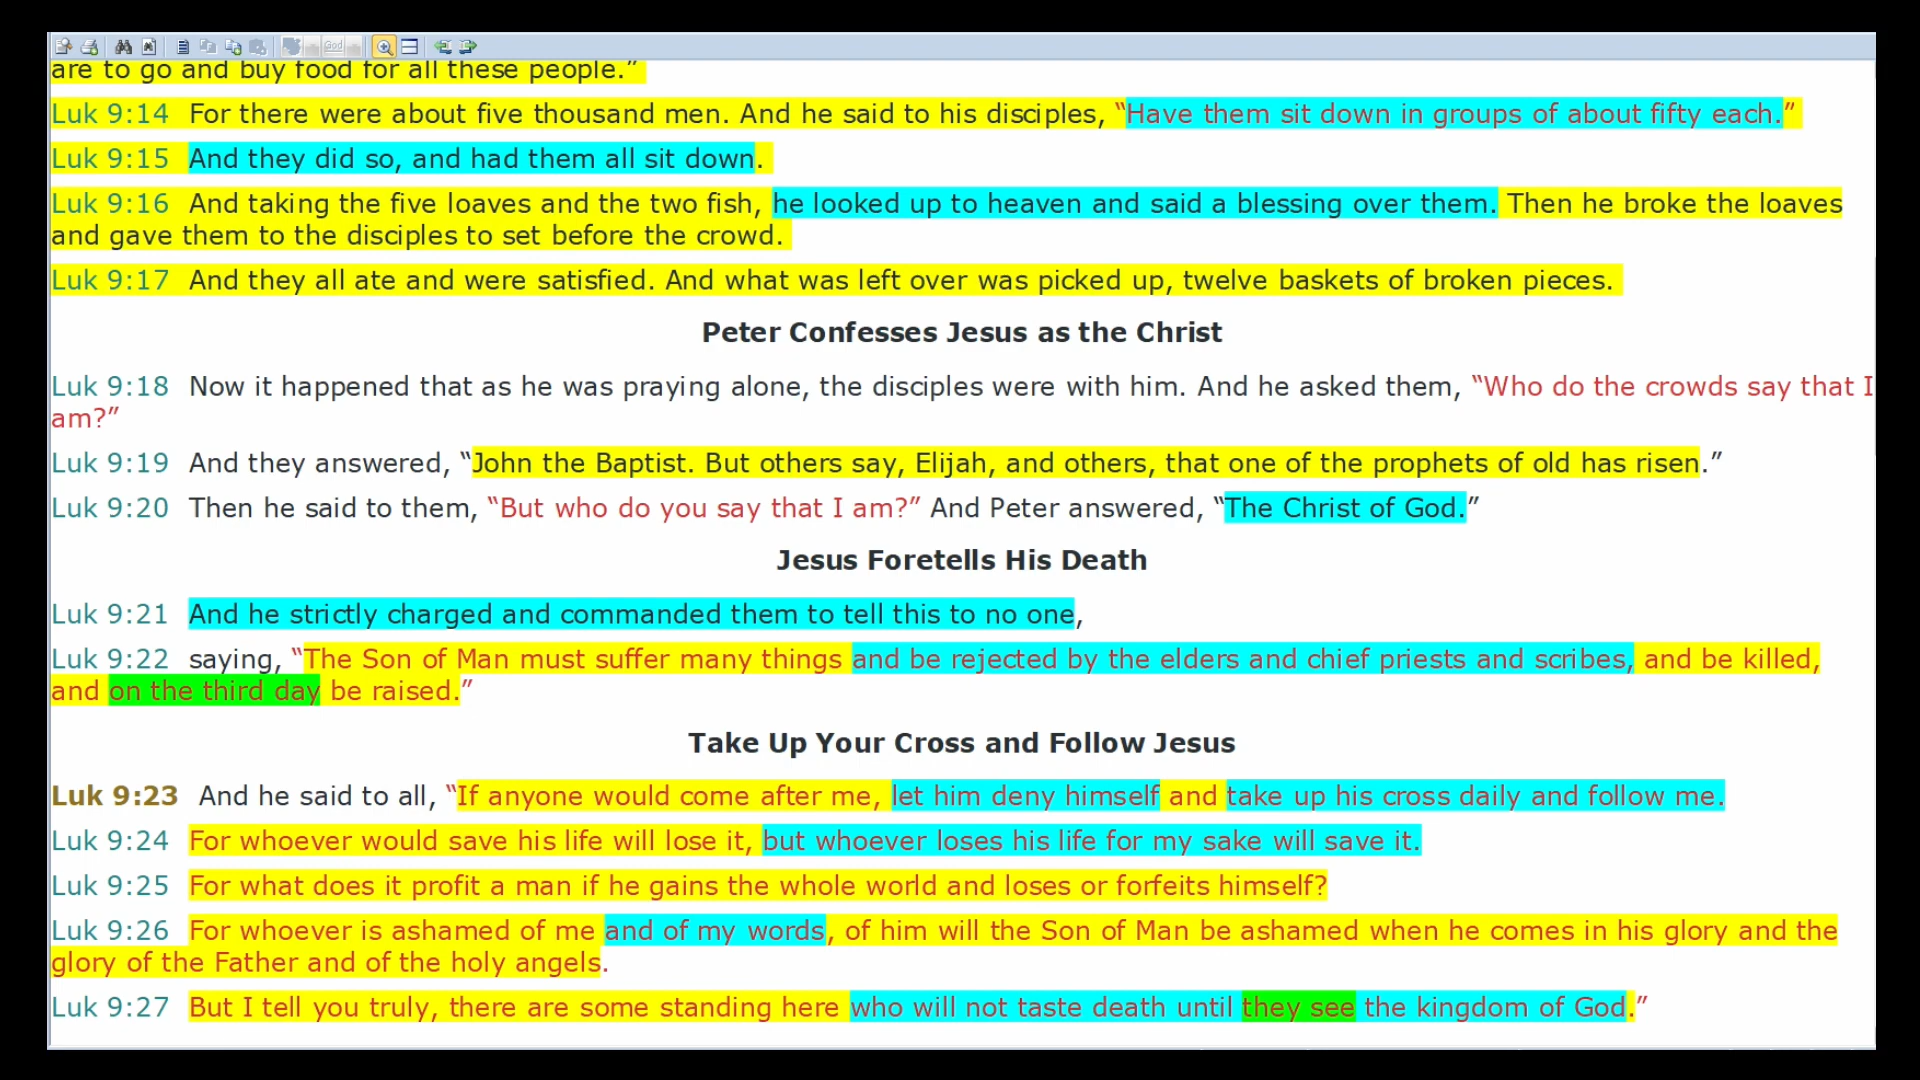 God
are to go and buy food for all these people.”
Luk 9:14 For there were about five thousand men. And he said to his disciples, “Have them sit down in groups of about fifty each.”
Luk 9:15 And they did so, and had them all sit down.
Luk 9:16 And taking the five loaves and the two fish, he looked up to heaven and said a blessing over them. Then he broke the loaves
and gave them to the disciples to set before the crowd.
Luk 9:17 And they all ate and were satisfied. And what was left over was picked up, twelve baskets of broken pieces.
Peter Confesses Jesus as the Christ
Luk 9:18 Now it happened that as he was praying alone, the disciples were with him. And he asked them, “Who do the crowds say that I
am?”
Luk 9:19 And they answered, “John the Baptist. But others say, Elijah, and others, that one of the prophets of old has risen.”
Luk 9:20 Then he said to them, “But who do you say that I am?” And Peter answered, “The Christ of God.”
Jesus Foretells His Death
Luk 9:21 And he strictly charged and commanded them to tell this to no one,
Luk 9:22 saying, “The Son of Man must suffer many things and be rejected by the elders and chief priests and scribes, and be killed,
and on the third day be raised.”
Take Up Your Cross and Follow Jesus
Luk 9:23 And he said to all, “If anyone would come after me, let him deny himself and take up his cross daily and follow me.
Luk 9:24 For whoever would save his life will lose it, but whoever loses his life for my sake will save it.
Luk 9:25 For what does it profit a man if he gains the whole world and loses or forfeits himself?
Luk 9:26 For whoever is ashamed of me and of my words, of him will the Son of Man be ashamed when he comes in his glory and the
glory of the Father and of the holy angels.
Luk 9:27 But I tell you truly, there are some standing here who will not taste death until they see the kingdom of God.”